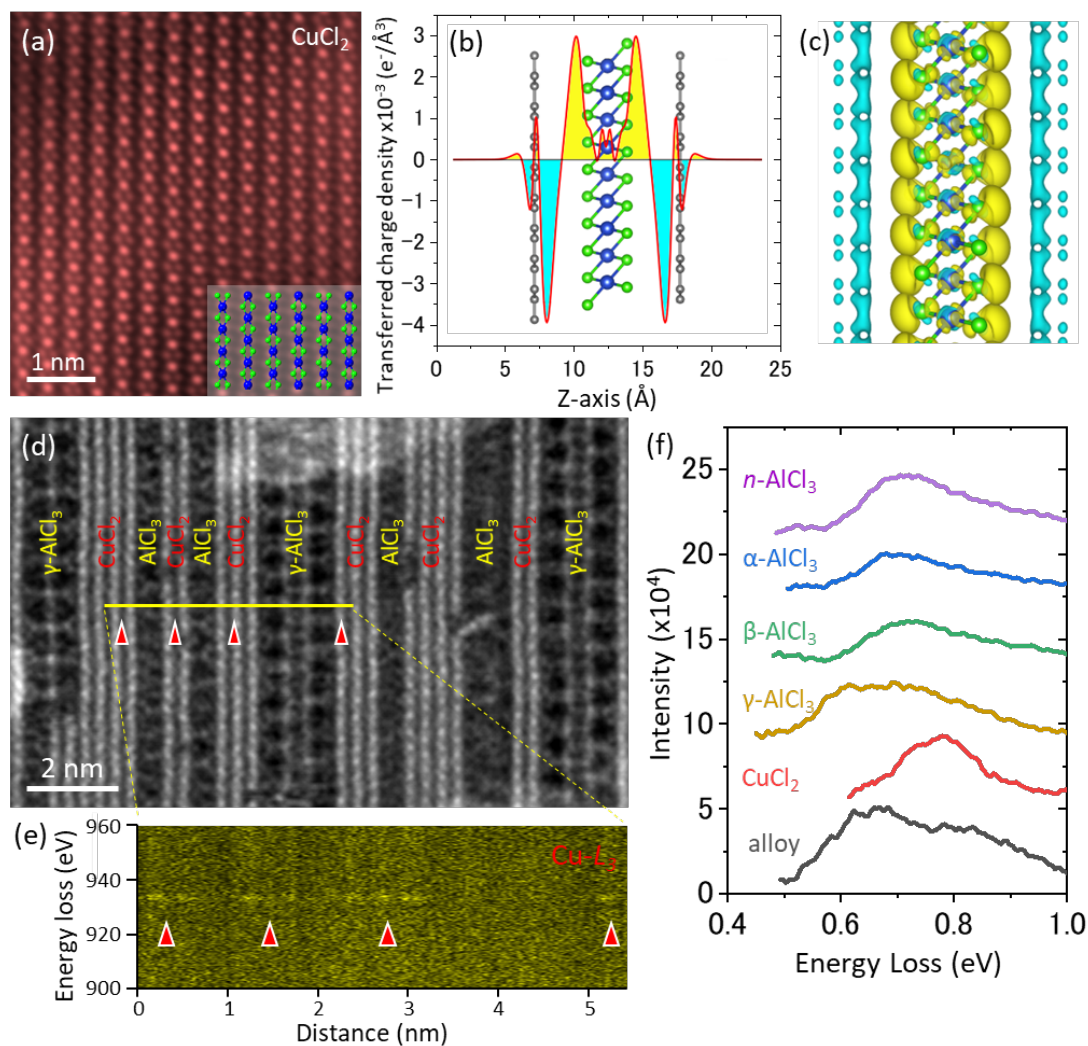 (a)
CuCl₂
1 nm
(b)
Transferred charge density x10⁻³ (e⁻/Å³)
3
2
1
0
−1
−2
−3
−4
0 5 10 15 20 25
Z-axis (Å)
(c)
(d)
γ-AlCl₃
CuCl₂
AlCl₃
CuCl₂
AlCl₃
CuCl₂
γ-AlCl₃
CuCl₂
AlCl₃
CuCl₂
AlCl₃
CuCl₂
γ-AlCl₃
2 nm
(e)
Energy loss (eV)
960
940
920
900
Cu-L₃
0 1 2 3 4 5
Distance (nm)
(f)
Intensity (x10⁴)
25
20
15
10
5
0
n-AlCl₃
α-AlCl₃
β-AlCl₃
γ-AlCl₃
CuCl₂
alloy
0.4 0.6 0.8 1.0
Energy Loss (eV)